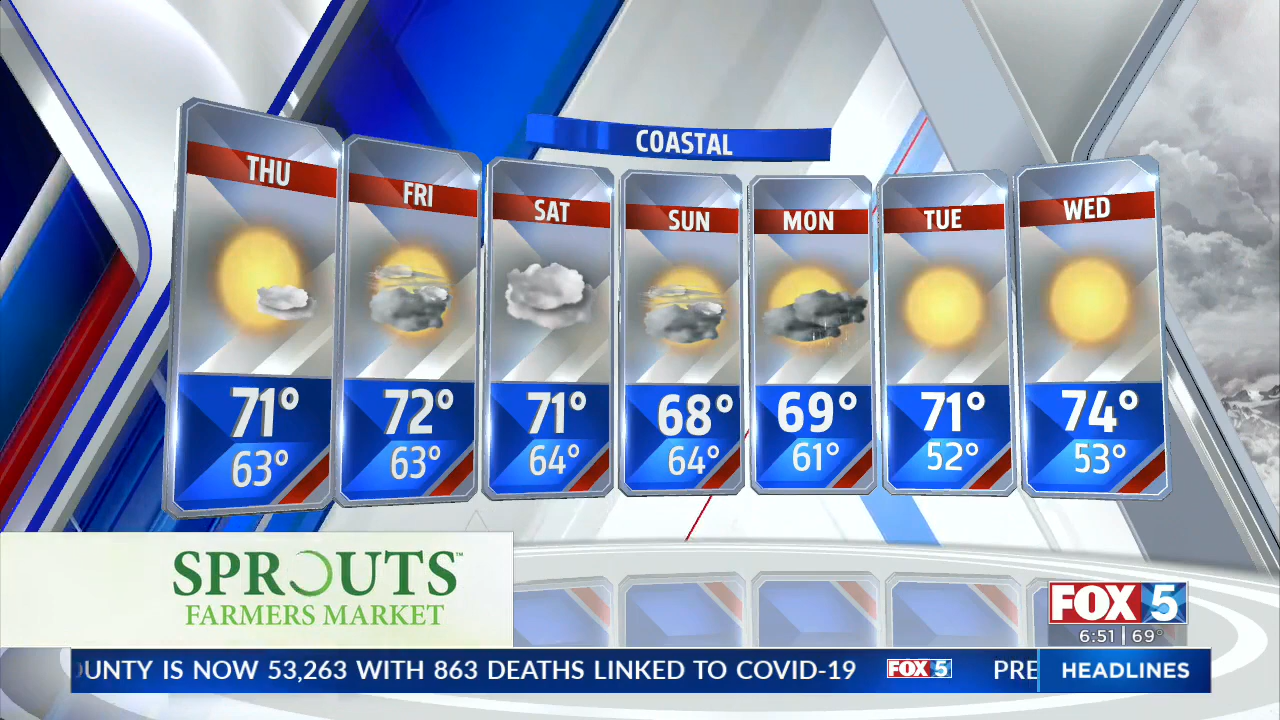 COASTAL
THU
71°
63°
FRI
72°
63°
SAT
71°
64°
SUN
68°
64°
MON
69°
61°
TUE
71°
52°
WED
74°
53°
SPROUTS™
FARMERS MARKET
FOX 5
6:51 | 69°
OUNTY IS NOW 53,263 WITH 863 DEATHS LINKED TO COVID-19 FOX 5 PRE
HEADLINES